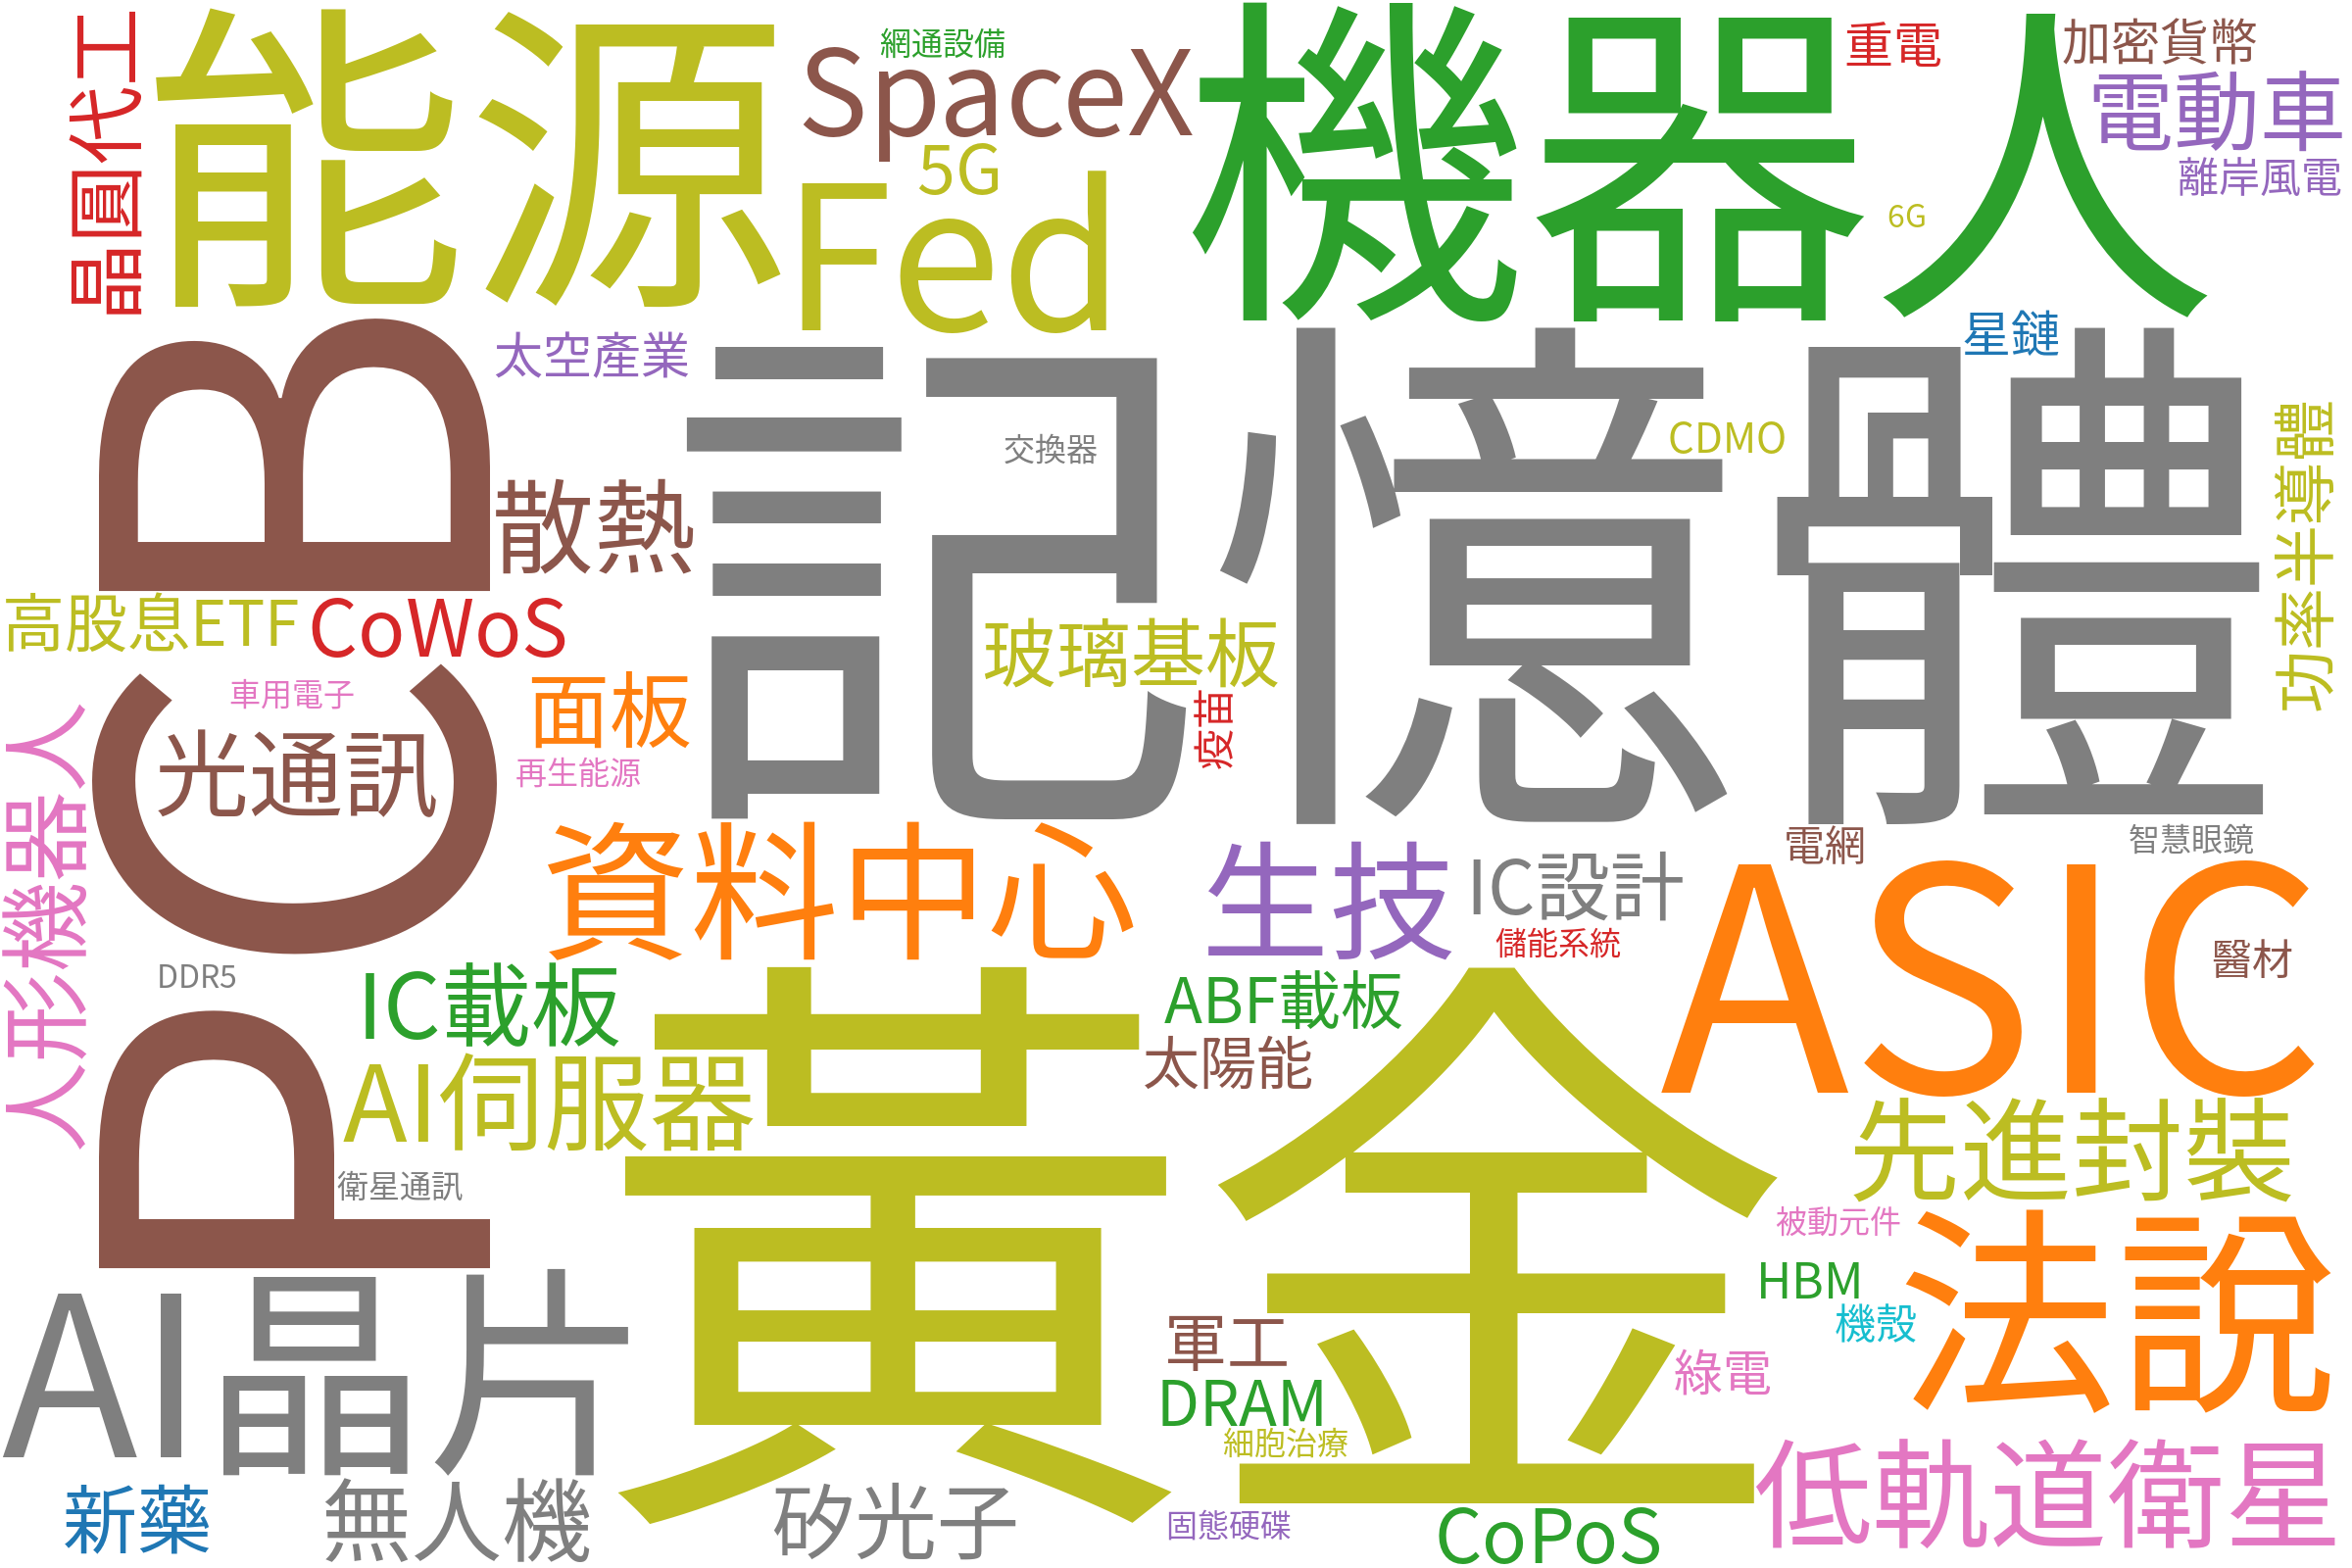 晶圓代工
能源
網通設備
SpaceX
5G
Fed
機器人
重電
加密貨幣
電動車
離岸風電
6G
星鏈
PCB
太空產業
散熱
記憶體
交換器
CDMO
功率半導體
高股息ETF
CoWoS
玻璃基板
疫苗
面板
再生能源
車用電子
光通訊
人形機器人
資料中心
生技
IC設計
儲能系統
電網
智慧眼鏡
ASIC
醫材
DDR5
IC載板
AI伺服器
衛星通訊
黃金
ABF載板
太陽能
先進封裝
被動元件
HBM
機殼
法說
AI晶片
軍工
DRAM
細胞治療
綠電
低軌道衛星
新藥
無人機
矽光子
固態硬碟
CoPoS